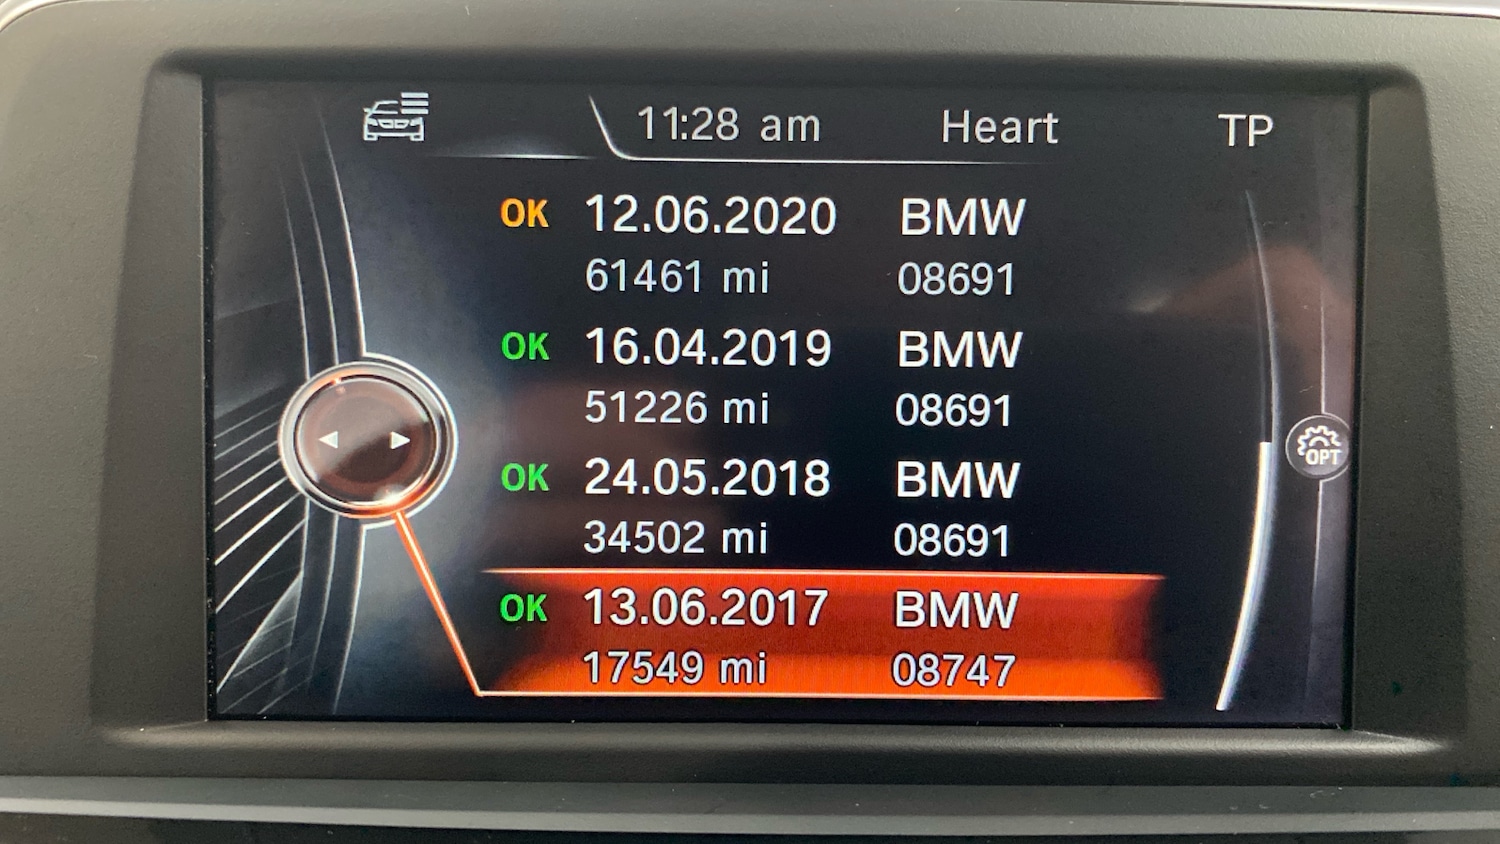 11:28 am Heart TP
OK 12.06.2020 BMW
61461 mi 08691
OK 16.04.2019 BMW
51226 mi 08691
OK 24.05.2018 BMW
34502 mi 08691
OPT
OK 13.06.2017 BMW
17549 mi 08747